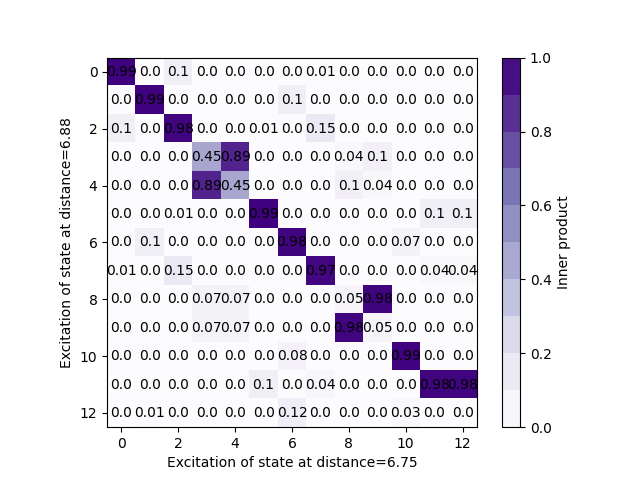 0 0.99 0.0 0.1 0.0 0.0 0.0 0.0 0.01 0.0 0.0 0.0 0.0 0.0
0.0 0.99 0.0 0.0 0.0 0.0 0.1 0.0 0.0 0.0 0.0 0.0 0.0
2 0.1 0.0 0.98 0.0 0.0 0.01 0.0 0.15 0.0 0.0 0.0 0.0 0.0
0.0 0.0 0.0 0.45 0.89 0.0 0.0 0.0 0.04 0.1 0.0 0.0 0.0
4 0.0 0.0 0.0 0.89 0.45 0.0 0.0 0.0 0.1 0.04 0.0 0.0 0.0
0.0 0.0 0.01 0.0 0.0 0.99 0.0 0.0 0.0 0.0 0.0 0.1 0.1
6 0.0 0.1 0.0 0.0 0.0 0.0 0.98 0.0 0.0 0.0 0.07 0.0 0.0
0.01 0.0 0.15 0.0 0.0 0.0 0.0 0.97 0.0 0.0 0.0 0.04 0.04
8 0.0 0.0 0.0 0.07 0.07 0.0 0.0 0.0 0.05 0.98 0.0 0.0 0.0
0.0 0.0 0.0 0.07 0.07 0.0 0.0 0.0 0.98 0.05 0.0 0.0 0.0
10 0.0 0.0 0.0 0.0 0.0 0.0 0.08 0.0 0.0 0.0 0.99 0.0 0.0
0.0 0.0 0.0 0.0 0.0 0.1 0.0 0.04 0.0 0.0 0.0 0.98 0.98
12 0.0 0.01 0.0 0.0 0.0 0.0 0.12 0.0 0.0 0.0 0.03 0.0 0.0
0 2 4 6 8 10 12
Excitation of state at distance=6.75
Excitation of state at distance=6.88
1.0
0.8
0.6
0.4
0.2
0.0
Inner product